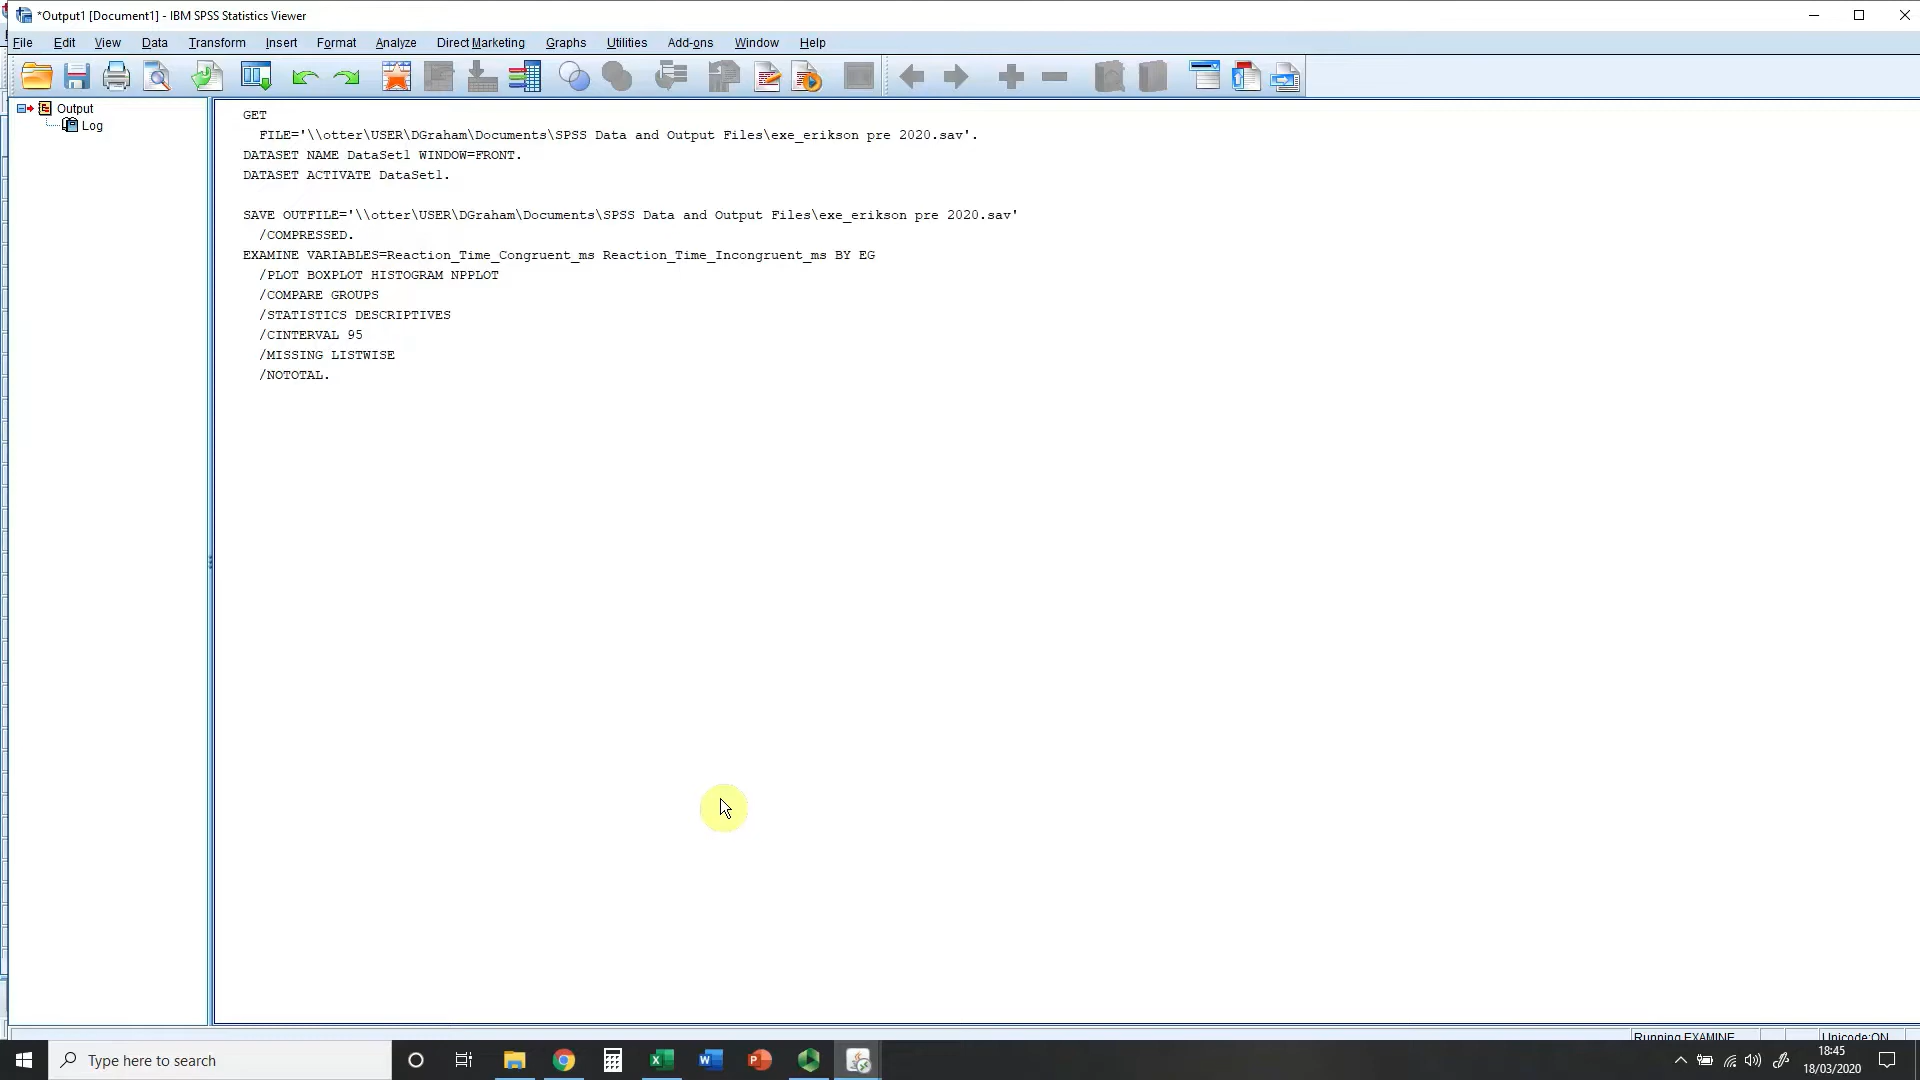 *Output1 [Document1] - IBM SPSS Statistics Viewer
File Edit View Data Transform Insert Format Analyze Direct Marketing Graphs Utilities Add-ons Window Help
Output
Log
GET
FILE='\\otter\USER\DGraham\Documents\SPSS Data and Output Files\exe_erikson pre 2020.sav'.
DATASET NAME DataSet1 WINDOW=FRONT.
DATASET ACTIVATE DataSet1.
SAVE OUTFILE='\\otter\USER\DGraham\Documents\SPSS Data and Output Files\exe_erikson pre 2020.sav'
/COMPRESSED.
EXAMINE VARIABLES=Reaction_Time_Congruent_ms Reaction_Time_Incongruent_ms BY EG
/PLOT BOXPLOT HISTOGRAM NPPLOT
/COMPARE GROUPS
/STATISTICS DESCRIPTIVES
/CINTERVAL 95
/MISSING LISTWISE
/NOTOTAL.
Running EXAMINE... Unicode:ON
Type here to search
18:45
18/03/2020